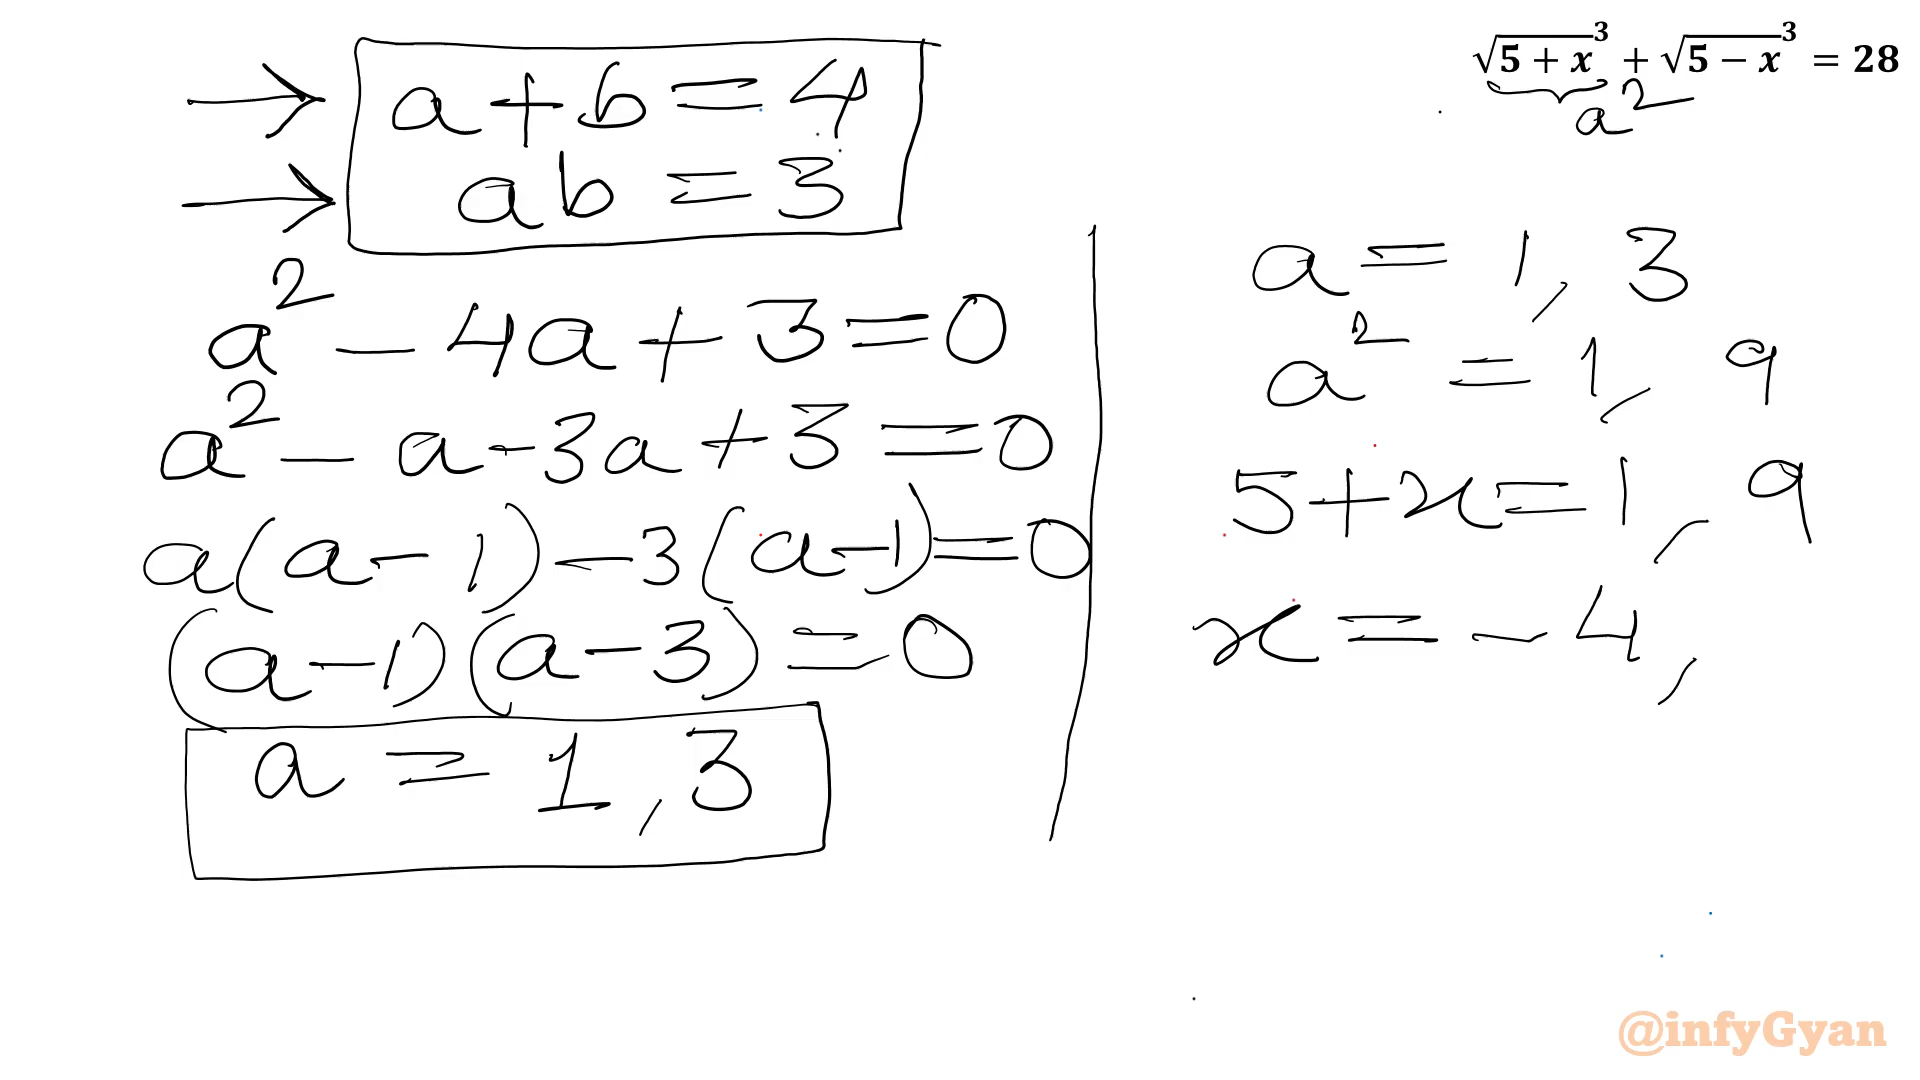 a + b = 4
ab = 3
a² - 4a + 3 = 0
a² - a - 3a + 3 = 0
a(a - 1) - 3(a - 1) = 0
(a - 1)(a - 3) = 0
a = 1, 3
√5 + x³ + √5 − x³ = 28
a²
a = 1, 3
a² = 1, 9
5 + x = 1, 9
x = - 4,
@infyGyan